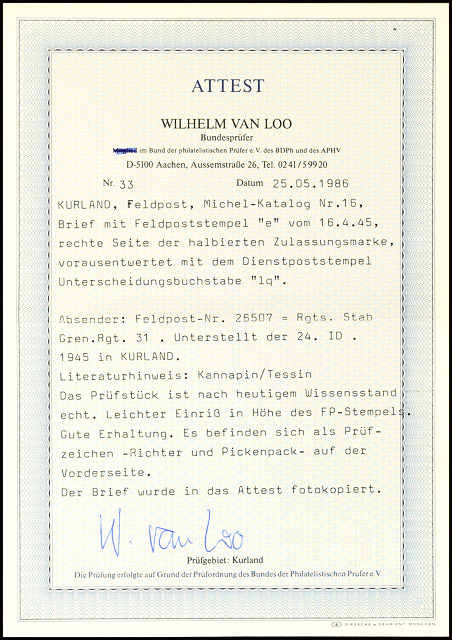 ATTEST
WILHELM VAN LOO
Bundesprüfer
im Bund der philatelistischen Prüfer e. V. des BDPh und des APHV
D-5100 Aachen, Aussemstraße 26, Tel. 0241/59920
Nr. 33 Datum 25.05.1986
KURLAND, Feldpost, Michel-Katalog Nr.16,
Brief mit Feldpoststempel "e" vom 16.4.45,
rechte Seite der halbierten Zulassungsmarke,
vorausentwertet mit dem Dienstpoststempel
Unterscheidungsbuchstabe "lq".
Absender: Feldpost-Nr. 26507 = Rgts. Stab
Gren.Rgt. 31 . Unterstellt der 24. ID .
1945 in KURLAND.
Literaturhinweis: Kannapin/Tessin
Das Prüfstück ist nach heutigem Wissensstand
echt. Leichter Einriß in Höhe des FP-Stempels.
Gute Erhaltung. Es befinden sich als Prüf-
zeichen -Richter und Pickenpack- auf der
Vorderseite.
Der Brief wurde in das Attest fotokopiert.
W. van Loo
Prüfgebiet: Kurland
Die Prüfung erfolgte auf Grund der Prüfordnung des Bundes der Philatelistischen Prüfer e.V.
GIESECKE & DEVRIENT MÜNCHEN